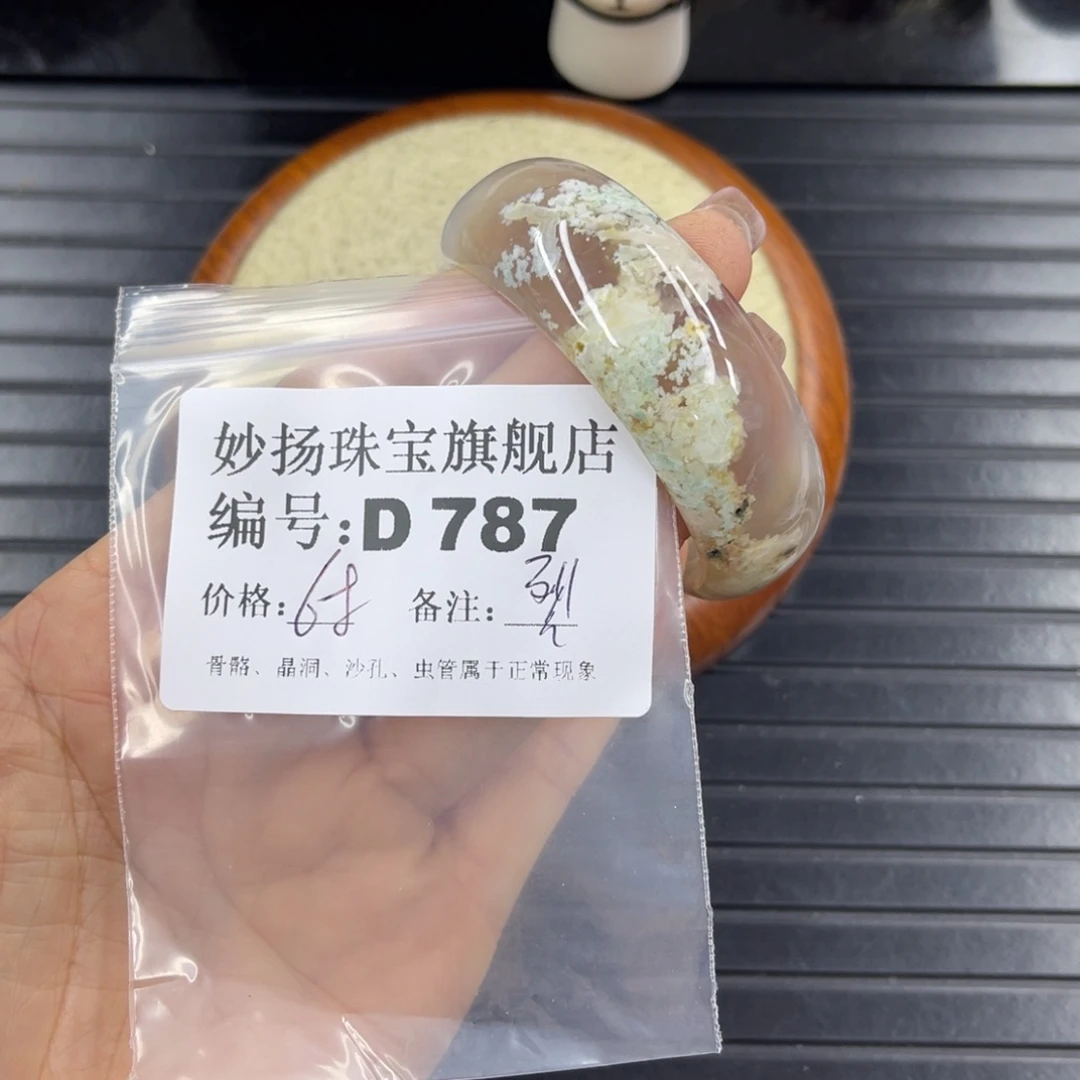 妙扬珠宝旗舰店
编号:D 787
价格: 备注:裂
骨骼、晶洞、沙孔、虫管属于正常现象